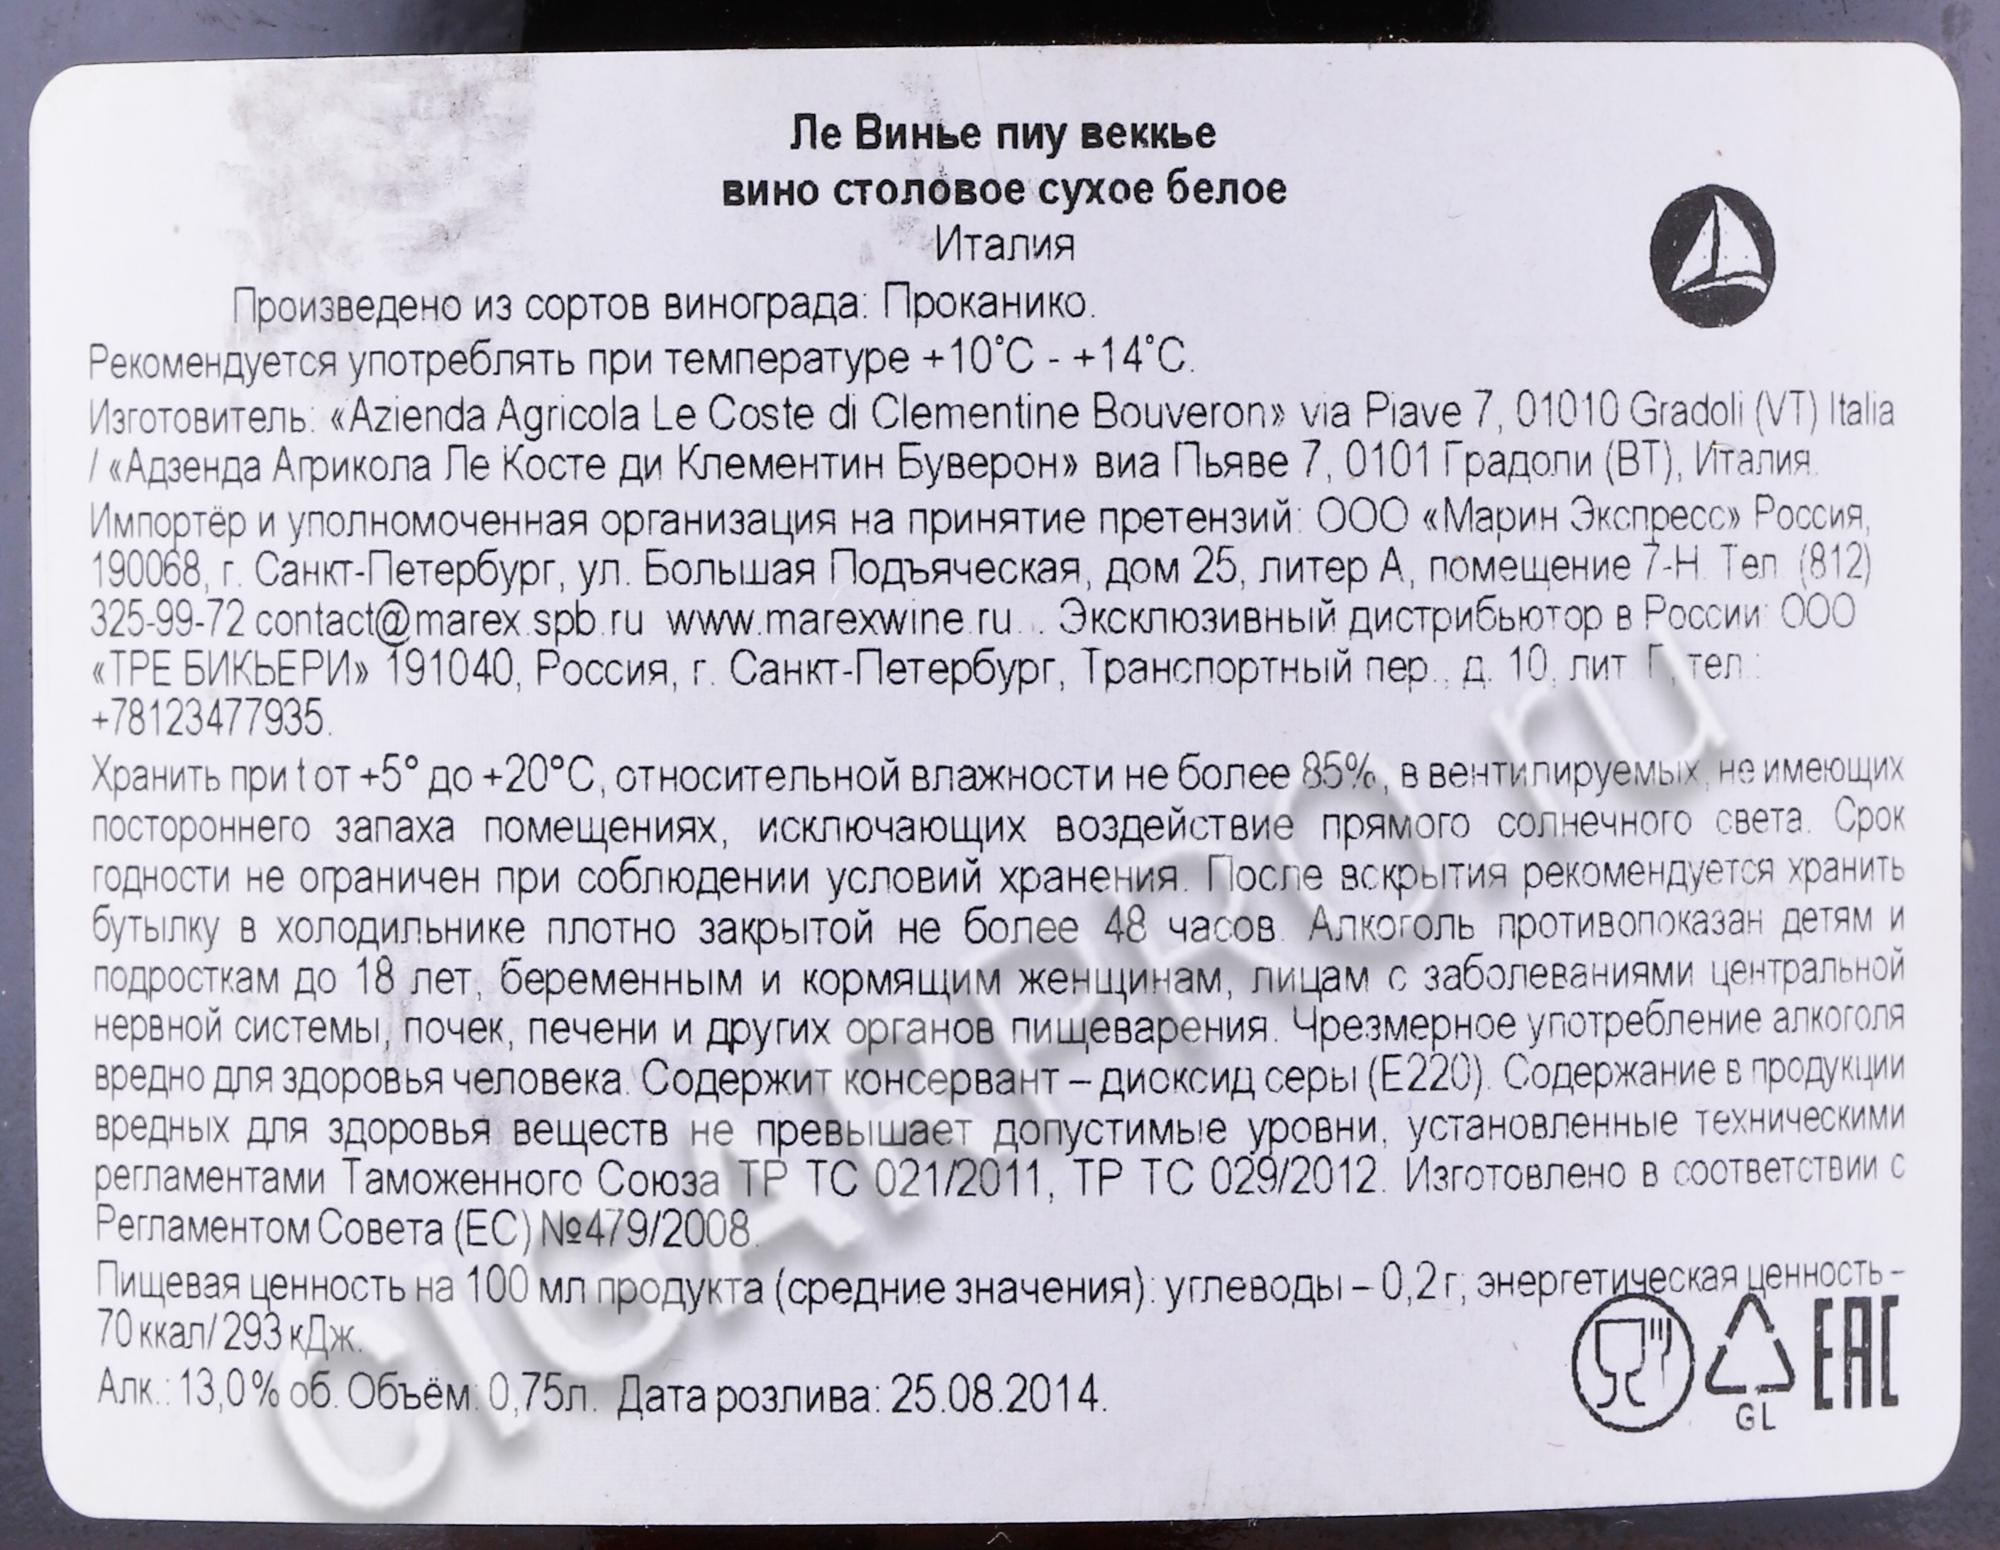 Ле Винье пиу веккье
вино столовое сухое белое
Италия
Произведено из сортов винограда: Проканико.
Рекомендуется употреблять при температуре +10°С - +14°С.
Изготовитель: «Azienda Agricola Le Coste di Clementine Bouveron» via Piave 7, 01010 Gradoli (VT) Italia
/ «Адзенда Агрикола Ле Косте ди Клементин Буверон» виа Пьяве 7, 0101 Градоли (ВТ), Италия.
Импортёр и уполномоченная организация на принятие претензий: ООО «Марин Экспресс» Россия,
190068, г. Санкт-Петербург, ул. Большая Подъяческая, дом 25, литер А, помещение 7-Н. Тел. (812)
325-99-72 contact@marex.spb.ru www.marexwine.ru. . Эксклюзивный дистрибьютор в России: ООО
«ТРЕ БИКЬЕРИ» 191040, Россия, г. Санкт-Петербург, Транспортный пер., д. 10, лит Г, тел.:
+78123477935.
Хранить при t от +5° до +20°С, относительной влажности не более 85%, в вентилируемых, не имеющих
постороннего запаха помещениях, исключающих воздействие прямого солнечного света. Срок
годности не ограничен при соблюдении условий хранения. После вскрытия рекомендуется хранить
бутылку в холодильнике плотно закрытой не более 48 часов. Алкоголь противопоказан детям и
подросткам до 18 лет, беременным и кормящим женщинам, лицам с заболеваниями центральной
нервной системы, почек, печени и других органов пищеварения. Чрезмерное употребление алкоголя
вредно для здоровья человека. Содержит консервант – диоксид серы (Е220). Содержание в продукции
вредных для здоровья веществ не превышает допустимые уровни, установленные техническими
регламентами Таможенного Союза ТР ТС 021/2011, ТР ТС 029/2012. Изготовлено в соответствии с
Регламентом Совета (ЕС) №479/2008.
Пищевая ценность на 100 мл продукта (средние значения): углеводы – 0,2 г; энергетическая ценность –
70 ккал/ 293 кДж.
Алк.: 13,0% об. Объём: 0,75л. Дата розлива: 25.08.2014.
GL
EAC
CIGARPRO.ru